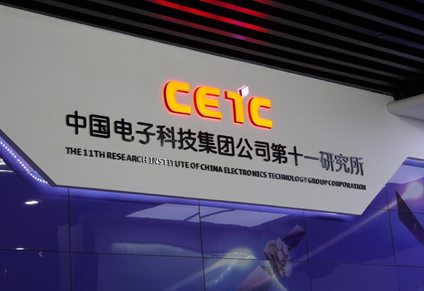 CETC
中国电子科技集团公司第十一研究所
THE 11TH RESEARCH INSTITUTE OF CHINA ELECTRONICS TECHNOLOGY GROUP CORPORATION